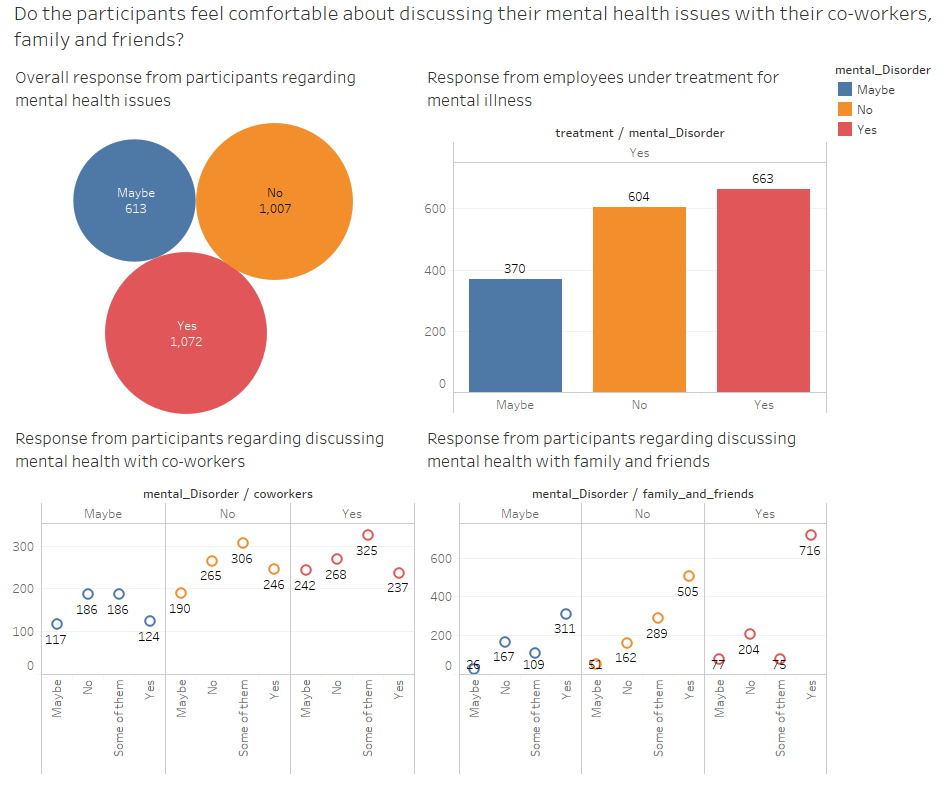 Do the participants feel comfortable about discussing their mental health issues with their co-workers,
family and friends?
Overall response from participants regarding
mental health issues
Maybe
613
No
1,007
Yes
1,072
Response from employees under treatment for
mental illness
treatment / mental_Disorder
Yes
600
400
200
0
370
604
663
Maybe
No
Yes
mental_Disorder
Maybe
No
Yes
Response from participants regarding discussing
mental health with co-workers
mental_Disorder / coworkers
Maybe
No
Yes
300
200
100
0
117
186
186
124
190
265
306
246
242
268
325
237
Maybe
No
Some of them
Yes
Maybe
No
Some of them
Yes
Maybe
No
Some of them
Yes
Response from participants regarding discussing
mental health with family and friends
mental_Disorder / family_and_friends
Maybe
No
Yes
600
400
200
0
26
167
109
311
51
162
289
505
77
204
75
716
Maybe
No
Some of them
Yes
Maybe
No
Some of them
Yes
Maybe
No
Some of them
Yes